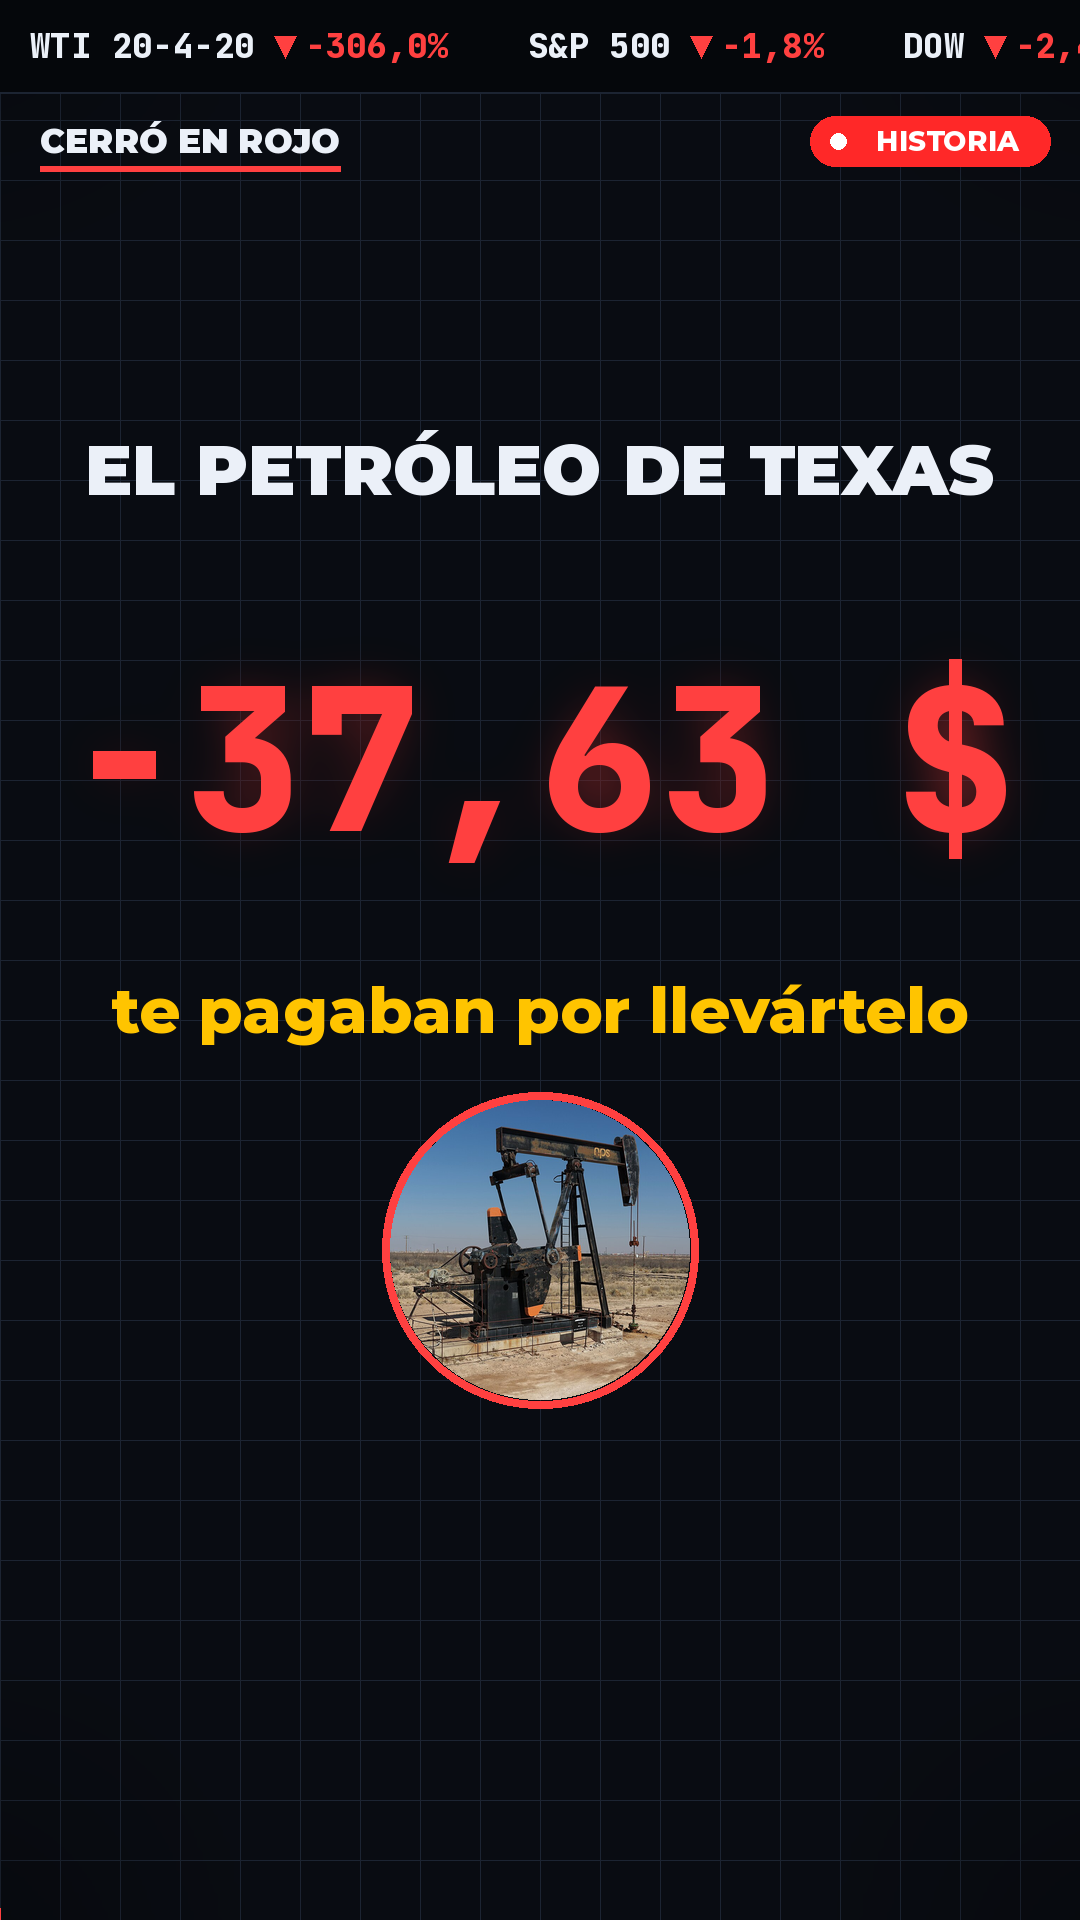 WTI 20-4-20 ▼ -306,0% S&P 500 ▼ -1,8% DOW ▼ -2,
CERRÓ EN ROJO
HISTORIA
EL PETRÓLEO DE TEXAS
-37,63 $
te pagaban por llevártelo
nps